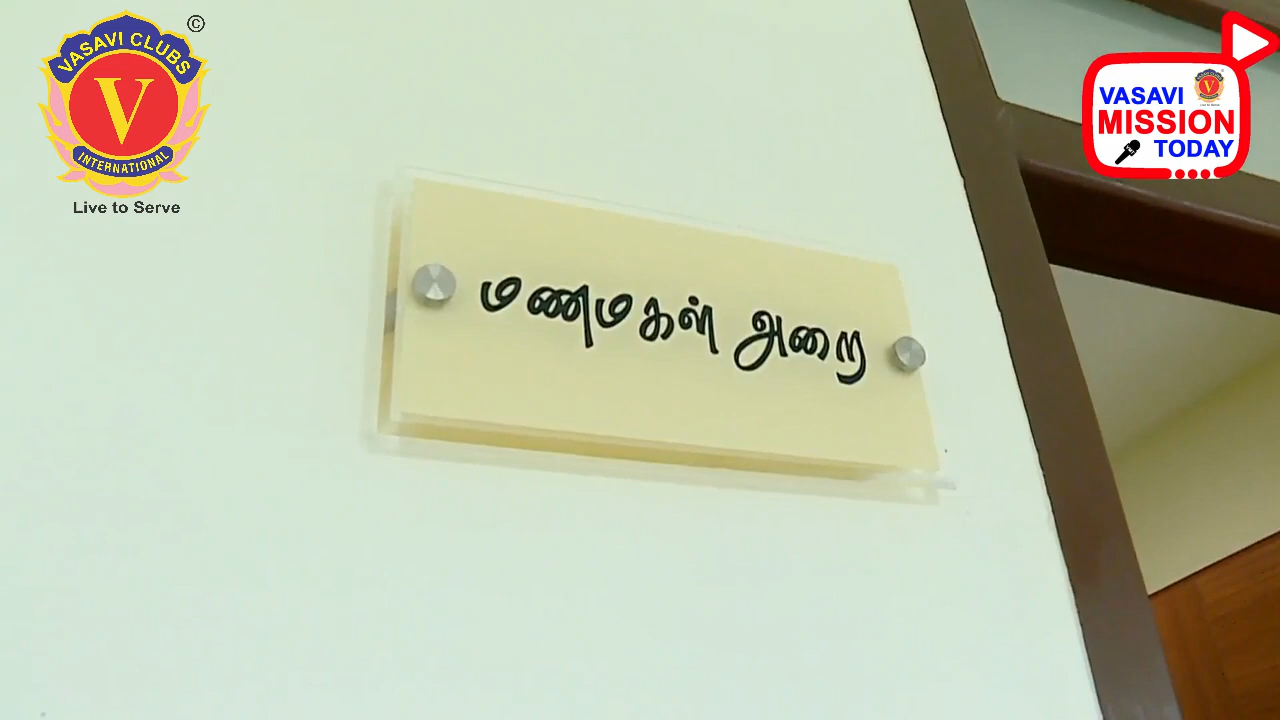 VASAVI CLUBS
V
INTERNATIONAL
©
Live to Serve
VASAVI
MISSION
TODAY
மணமகள் அறை